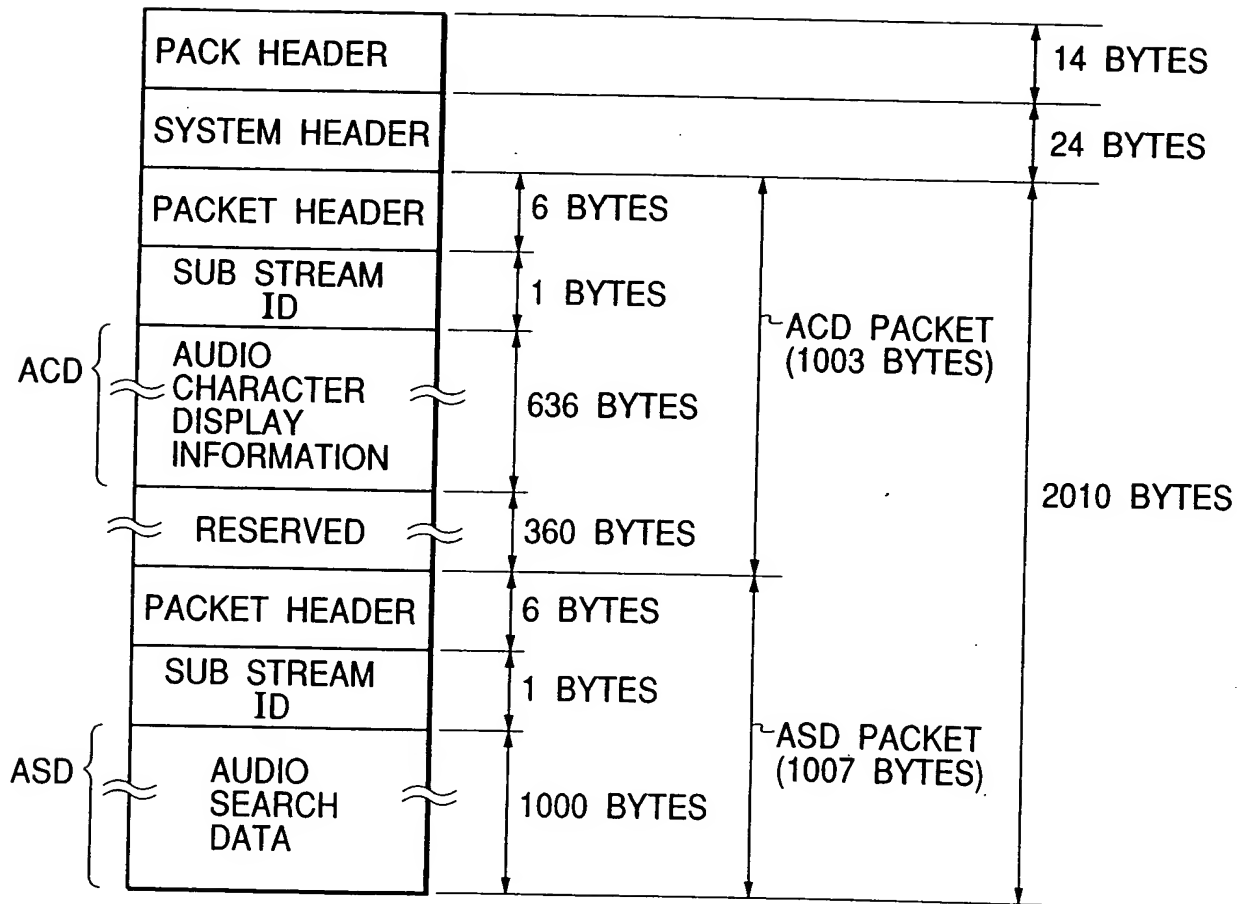 PACK HEADER
14 BYTES
SYSTEM HEADER
24 BYTES
PACKET HEADER
6 BYTES
SUB STREAM
ID
1 BYTES
ACD
AUDIO
CHARACTER
DISPLAY
INFORMATION
636 BYTES
ACD PACKET
(1003 BYTES)
RESERVED
360 BYTES
2010 BYTES
PACKET HEADER
6 BYTES
SUB STREAM
ID
1 BYTES
ASD
AUDIO
SEARCH
DATA
1000 BYTES
ASD PACKET
(1007 BYTES)